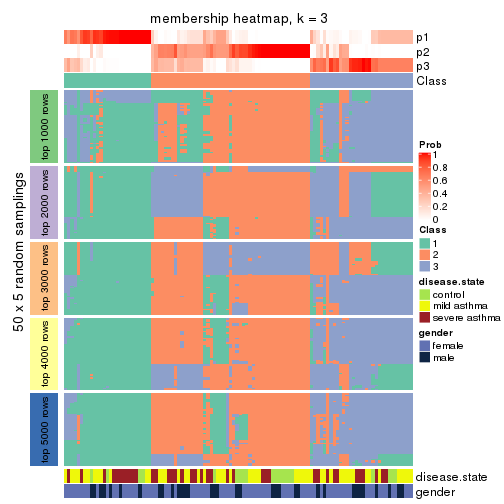 membership heatmap, k = 3
p1
p2
p3
Class
50 x 5 random samplings
top 1000 rows
top 2000 rows
top 3000 rows
top 4000 rows
top 5000 rows
disease.state
gender
Prob
1
0.8
0.6
0.4
0.2
0
Class
1
2
3
disease.state
control
mild asthma
severe asthma
gender
female
male